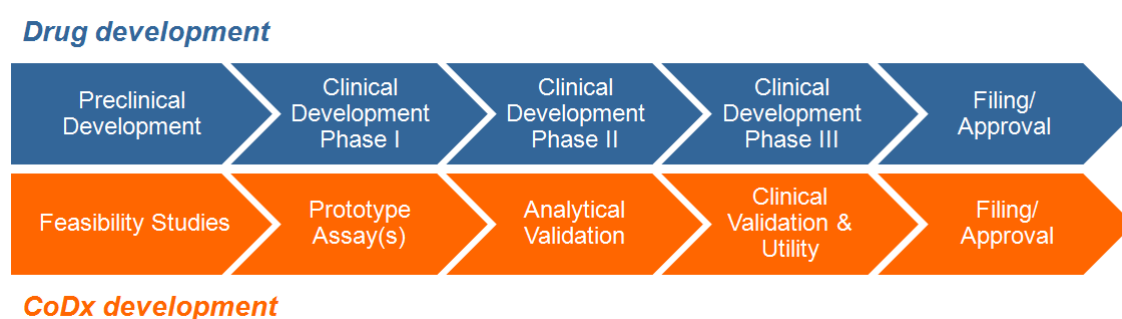 Drug development
Preclinical
Development
Clinical
Development
Phase I
Clinical
Development
Phase II
Clinical
Development
Phase III
Filing/
Approval
Feasibility Studies
Prototype
Assay(s)
Analytical
Validation
Clinical
Validation &
Utility
Filing/
Approval
CoDx development